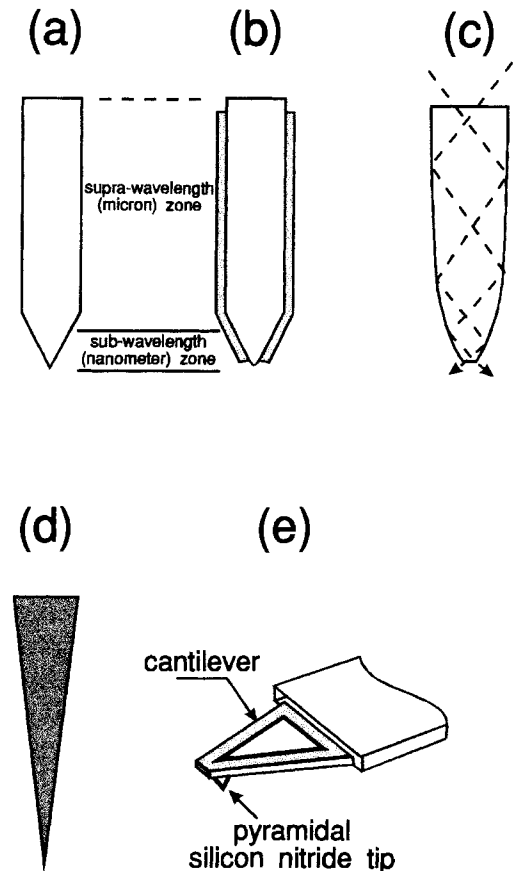 (a)
(b)
(c)
supra-wavelength
(micron) zone
sub-wavelength
(nanometer) zone
(d)
(e)
cantilever
pyramidal
silicon nitride tip